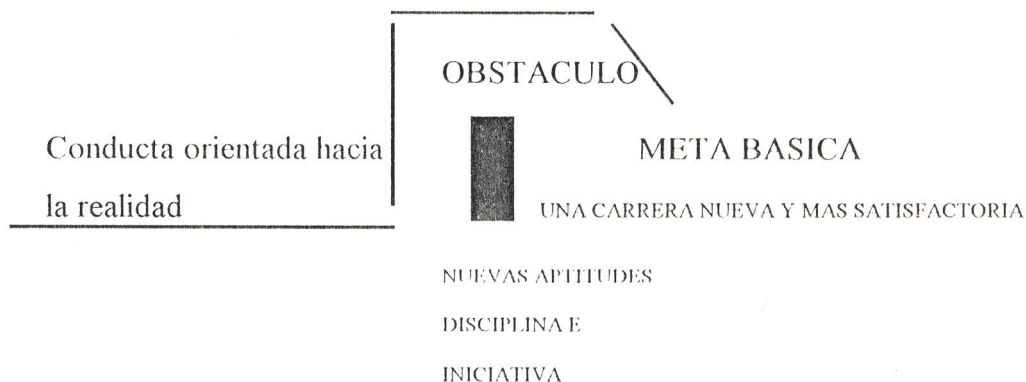 OBSTACULO
Conducta orientada hacia
META BASICA
la realidad
UNA CARRERA NUEVA Y MAS SATISFACTORIA
NUEVAS APTITUDES
DISCIPLINA E
INICIATIVA